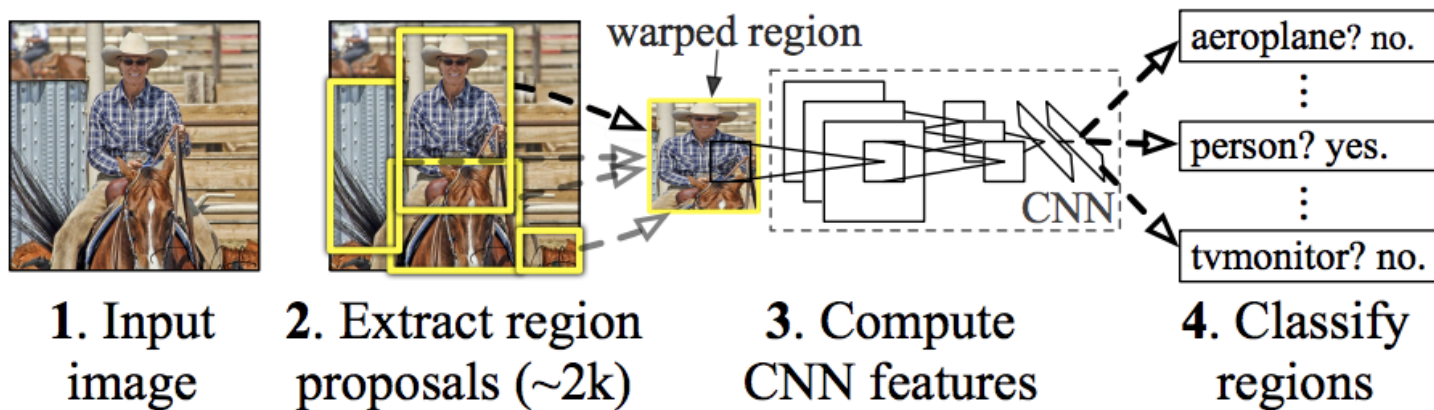 warped region
aeroplane? no.
⋮
person? yes.
CNN
⋮
tvmonitor? no.
1. Input
image
2. Extract region
proposals (~2k)
3. Compute
CNN features
4. Classify
regions